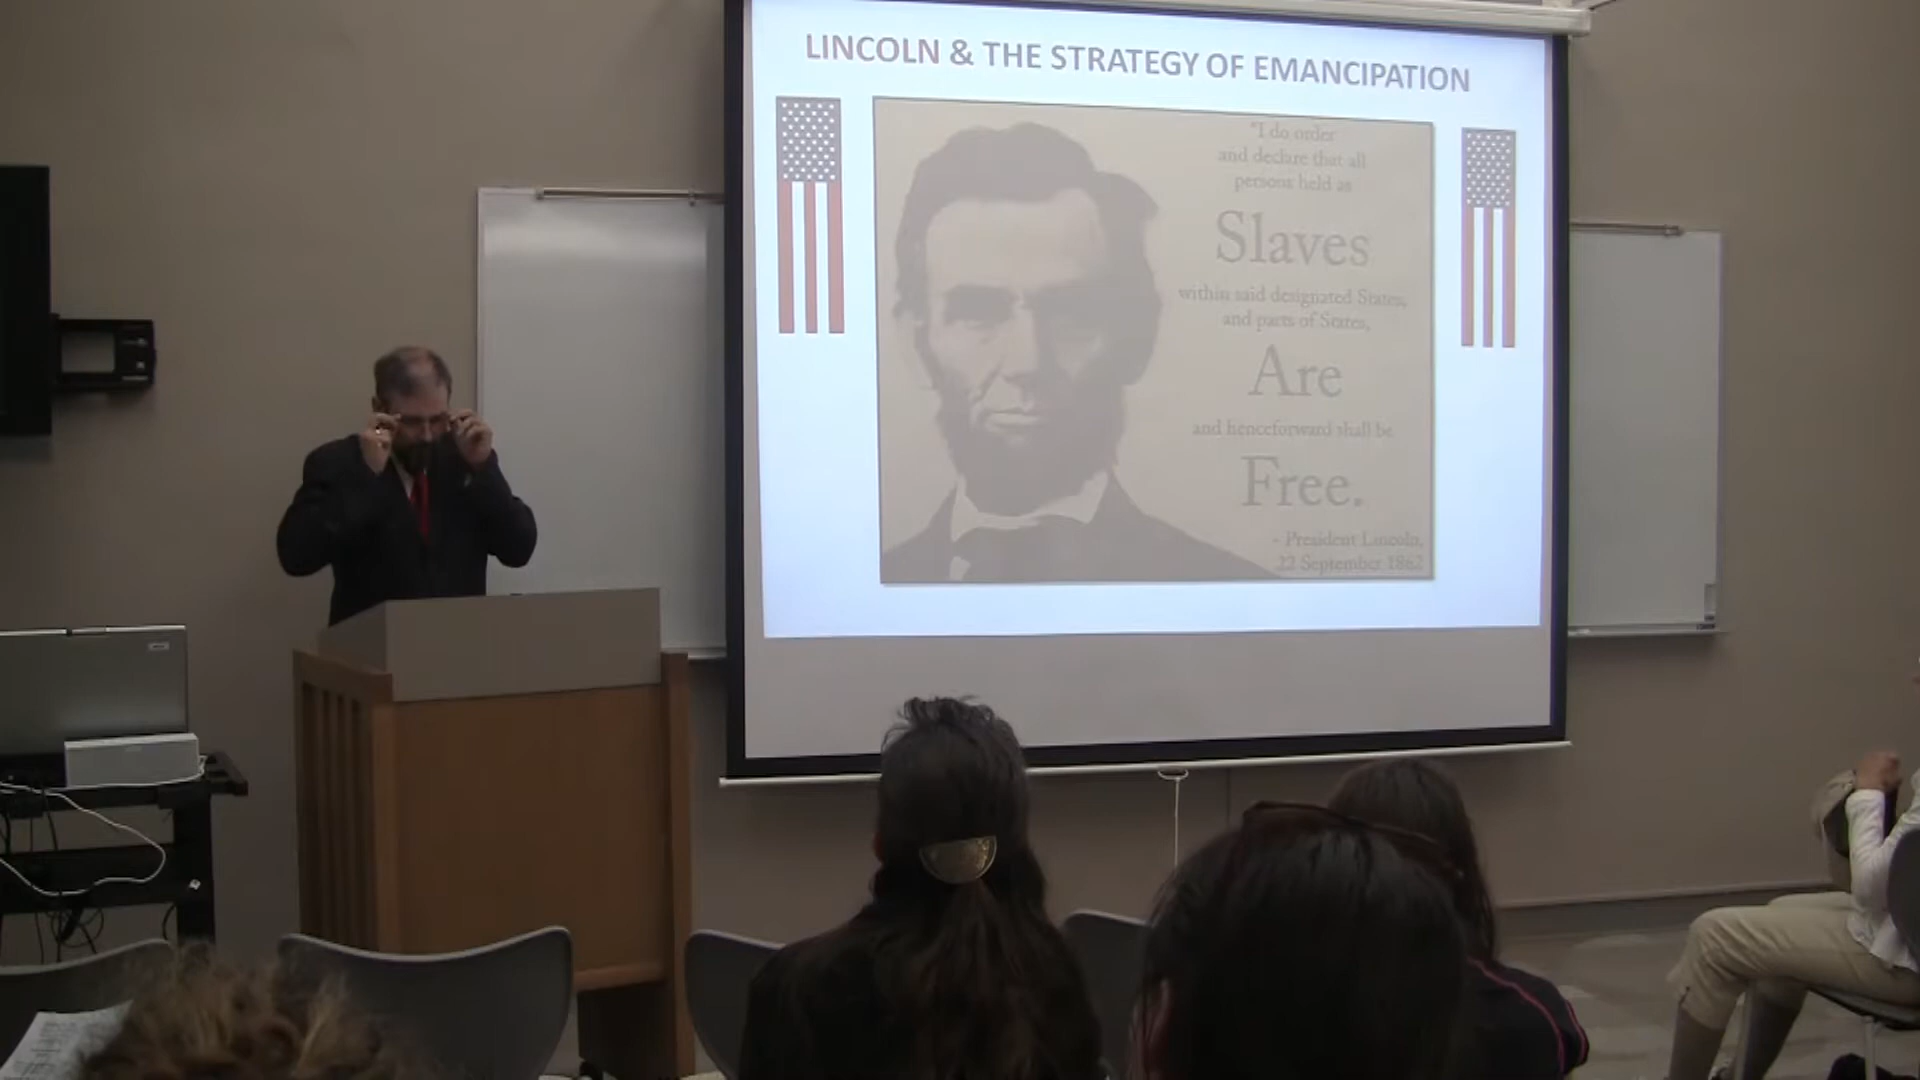 LINCOLN & THE STRATEGY OF EMANCIPATION
"I do order
and declare that all
persons held as
Slaves
within said designated States,
and parts of States,
Are
and henceforward shall be
Free.
- President Lincoln,
22 September 1862